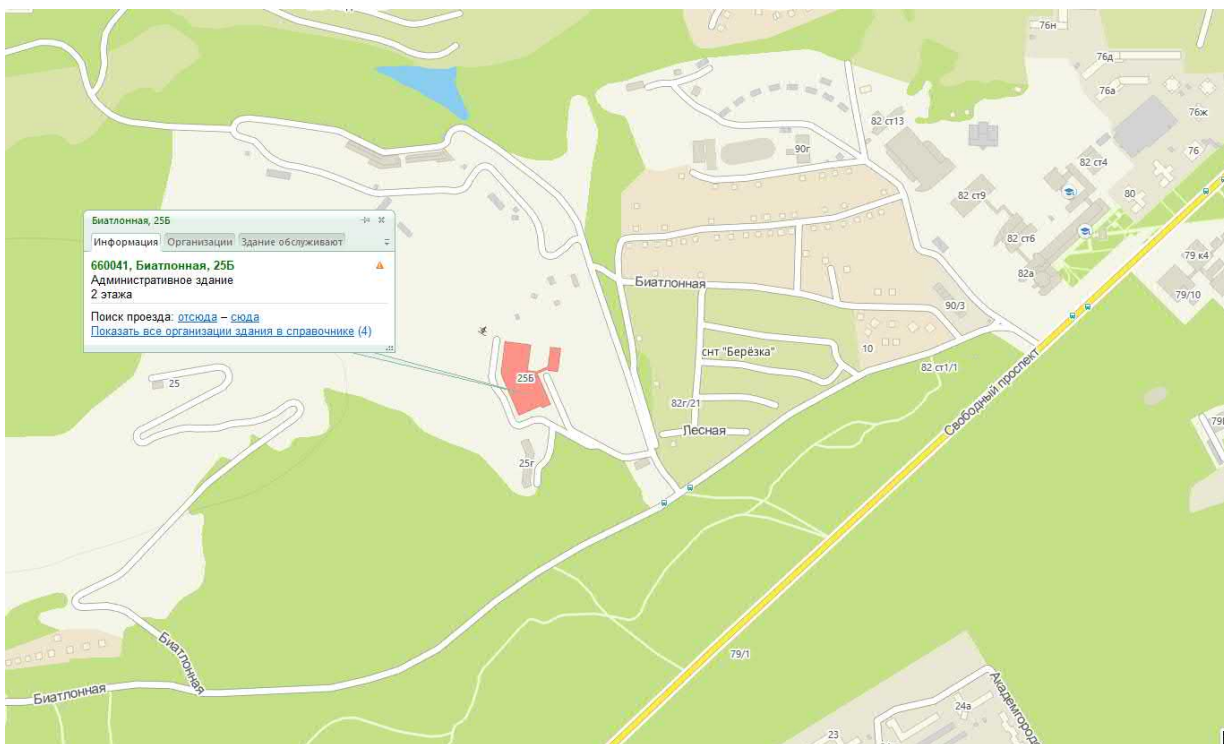 76н
76д
76а
76ж
82 ст13
90г
76
82 ст4
80
82 ст9
82 ст6
82а
79 к4
79/10
Биатлонная, 25Б
Информация Организации Здание обслуживают
660041, Биатлонная, 25Б
Административное здание
2 этажа
Поиск проезда: отсюда – сюда
Показать все организации здания в справочнике (4)
Биатлонная
90/3
снт "Берёзка"
10
82 ст1/1
Свободный проспект
25
25Б
82г/21
Лесная
25г
Биатлонная
Биатлонная
79/1
24а
23